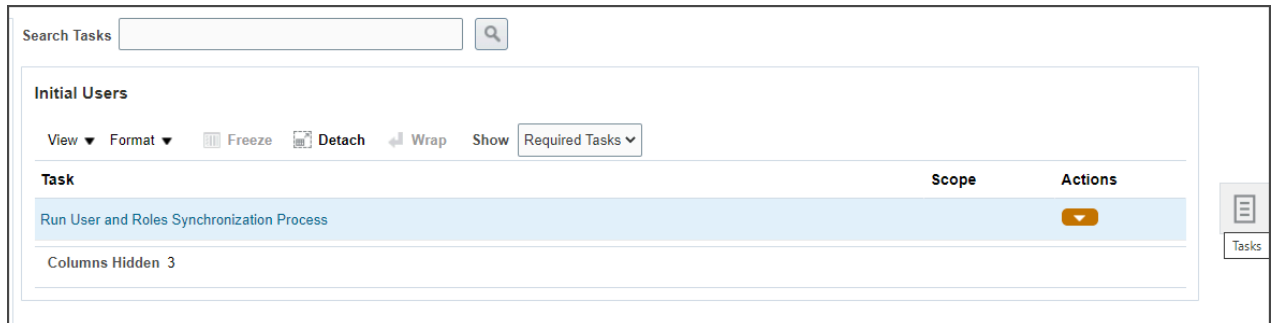 Search Tasks
Initial Users
View Format Freeze Detach Wrap Show Required Tasks
Task Scope Actions
Run User and Roles Synchronization Process
Columns Hidden 3
Tasks